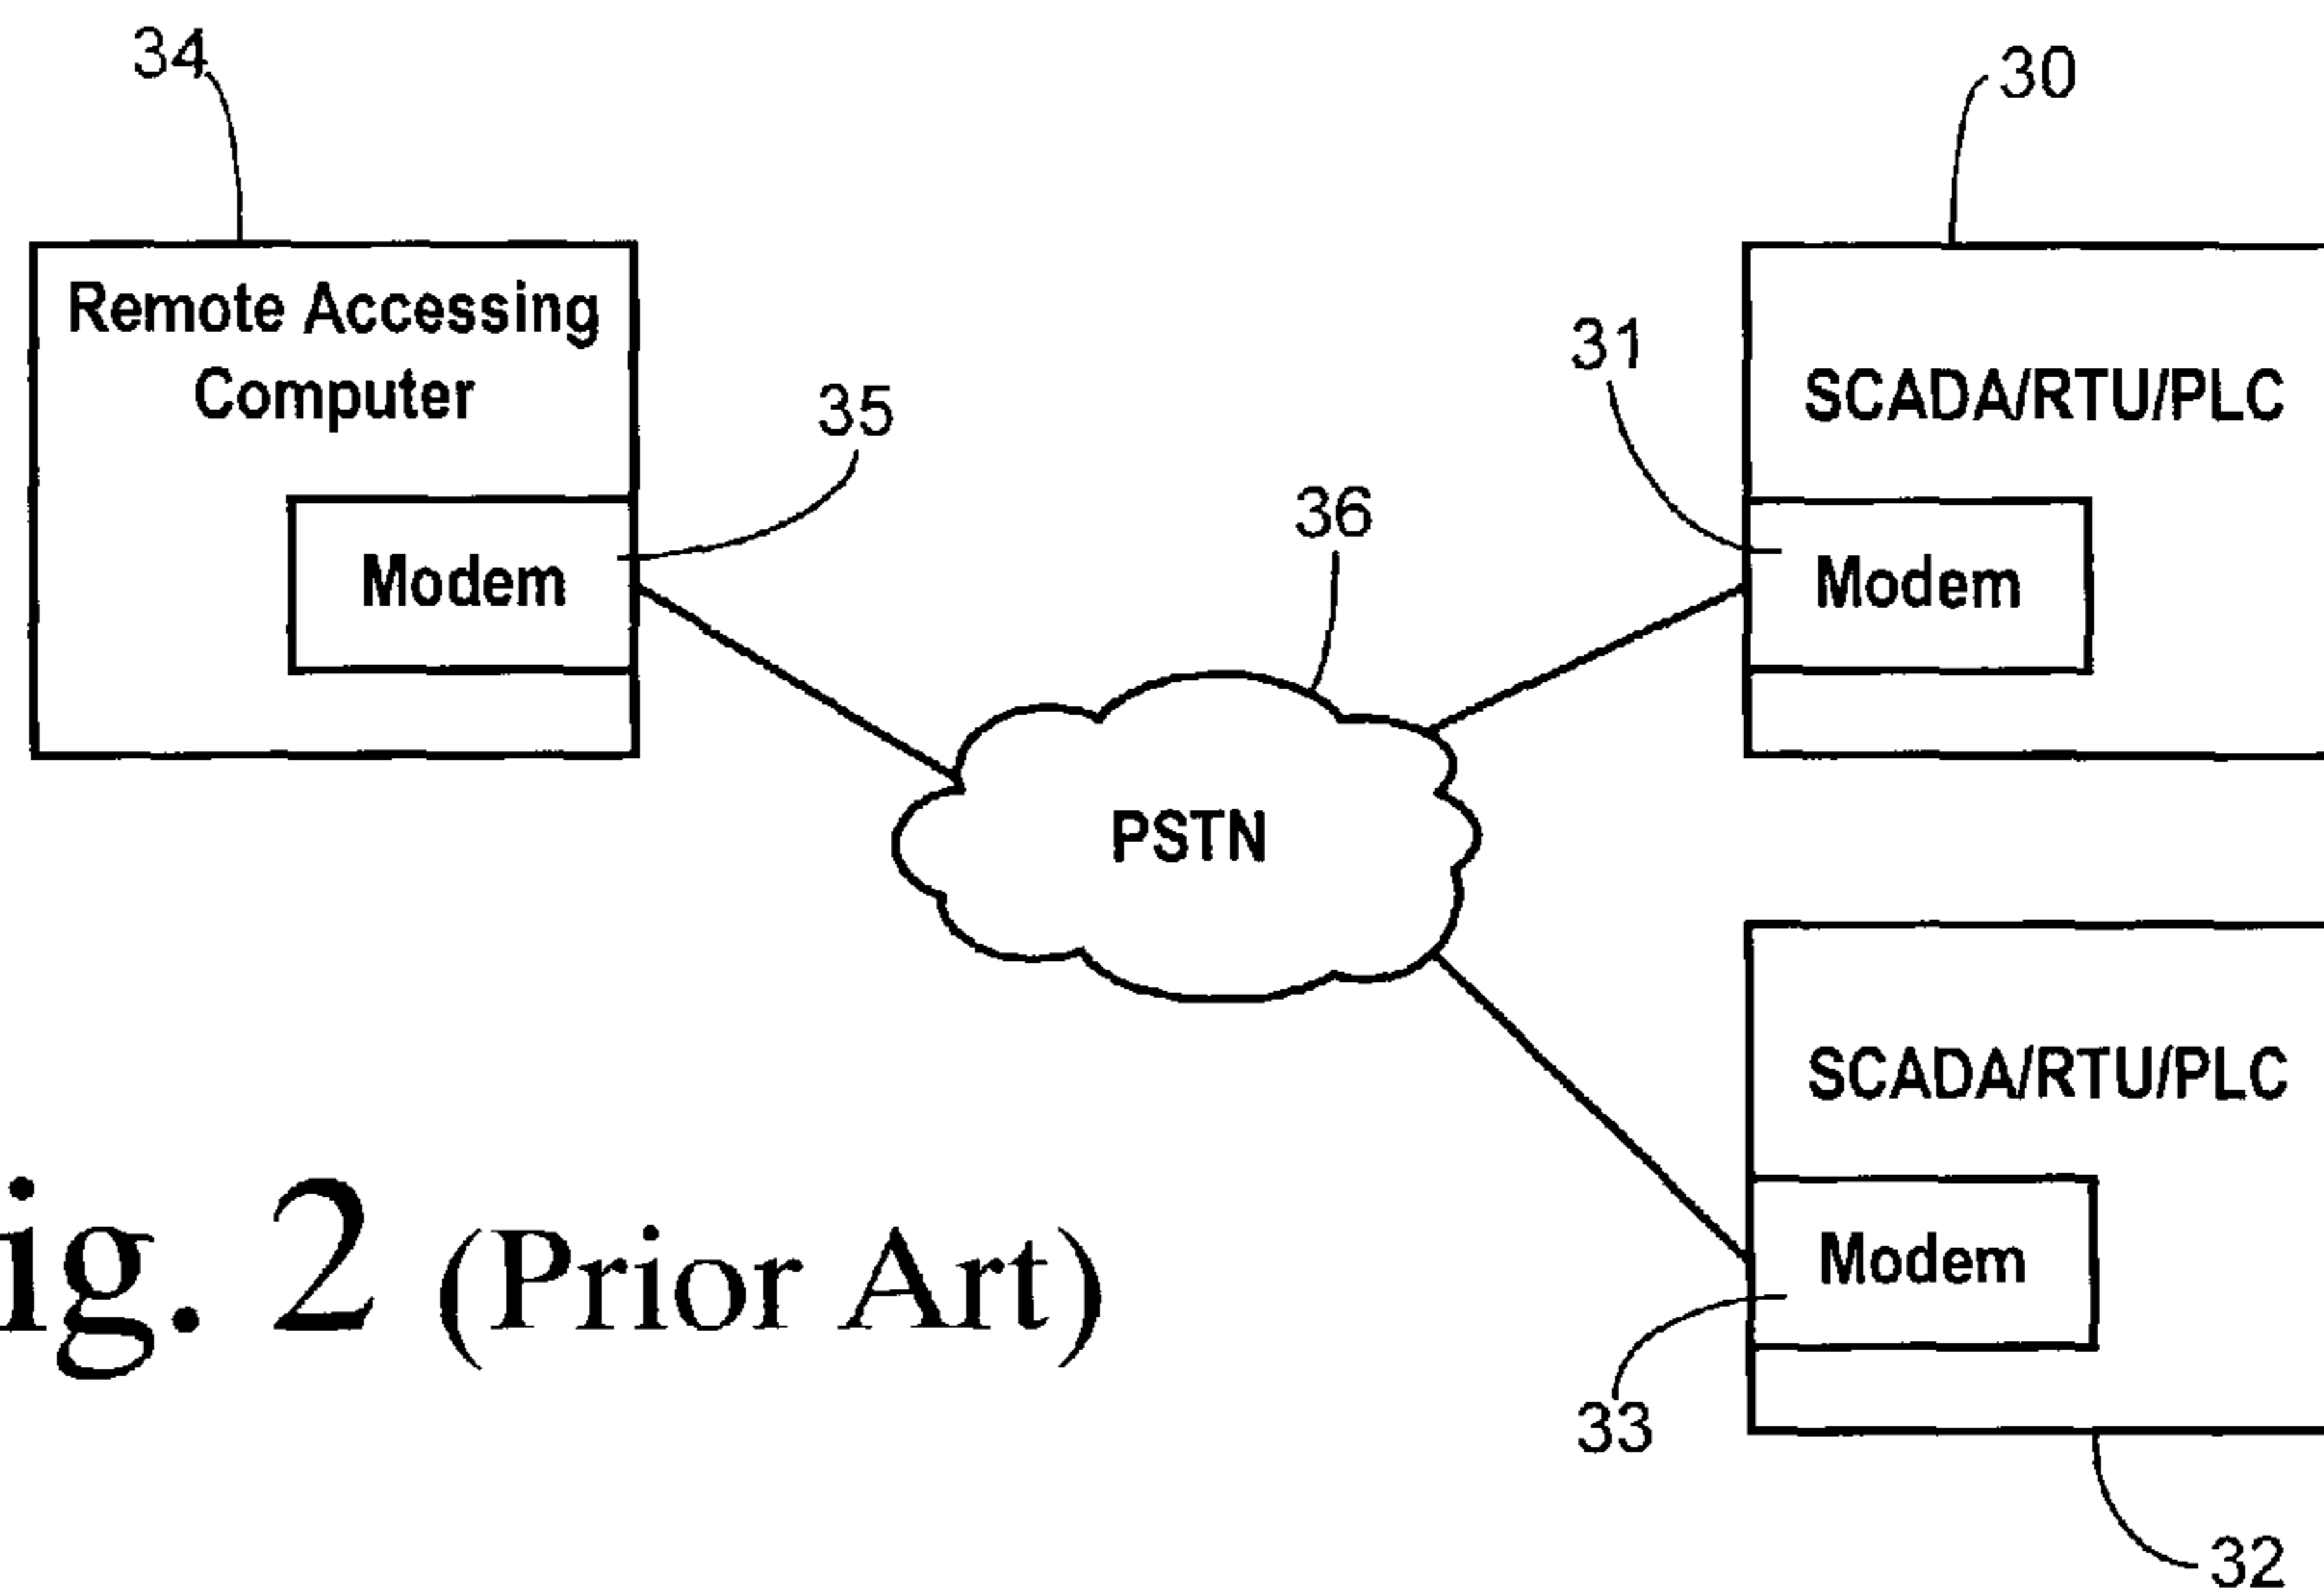 34
30
Remote Accessing
Computer
35
Modem
36
31
SCADA/RTU/PLC
Modem
PSTN
SCADA/RTU/PLC
Modem
33
32
ig. 2 (Prior Art)